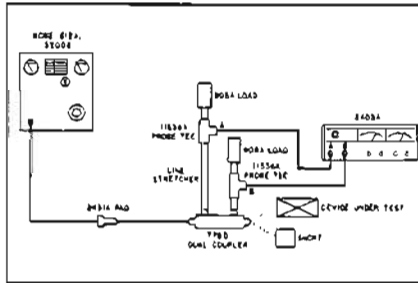 908A LOAD
11536A
PROBE TEE
A
908A LOAD
11536A
PROBE TEE
B
LINE
STRETCHER
8405A
8491A PAD
DEVICE UNDER TEST
SHORT
778D
DUAL COUPLER